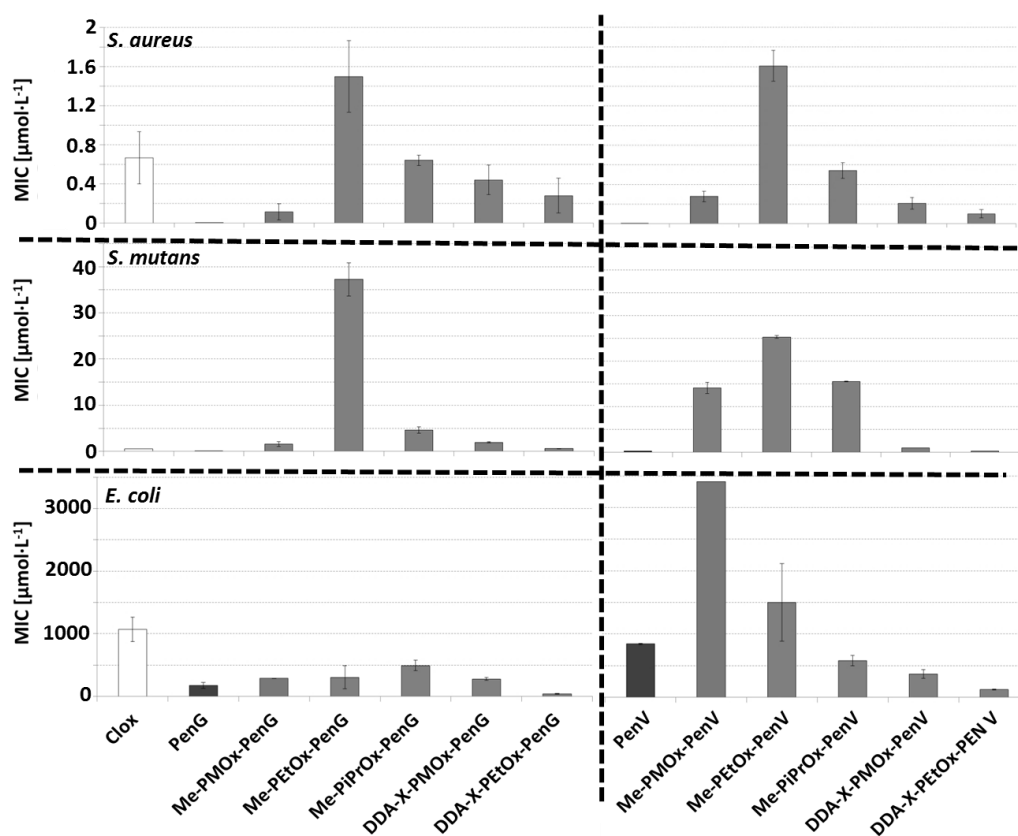 S. aureus
MIC [µmol·L⁻¹]
2
1.6
1.2
0.8
0.4
0
S. mutans
MIC [µmol·L⁻¹]
40
30
20
10
0
E. coli
MIC [µmol·L⁻¹]
3000
2000
1000
0
Clox
PenG
Me-PMOx-PenG
Me-PEtOx-PenG
Me-PiPrOx-PenG
DDA-X-PMOx-PenG
DDA-X-PEtOx-PenG
PenV
Me-PMOx-PenV
Me-PEtOx-PenV
Me-PiPrOx-PenV
DDA-X-PMOx-PenV
DDA-X-PEtOx-PEN V